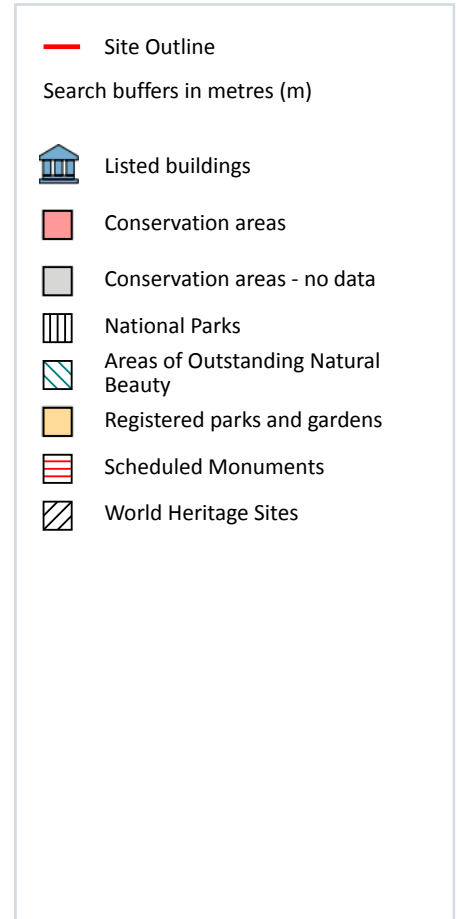 Site Outline
Search buffers in metres (m)
Listed buildings
Conservation areas
Conservation areas - no data
National Parks
Areas of Outstanding Natural
Beauty
Registered parks and gardens
Scheduled Monuments
World Heritage Sites